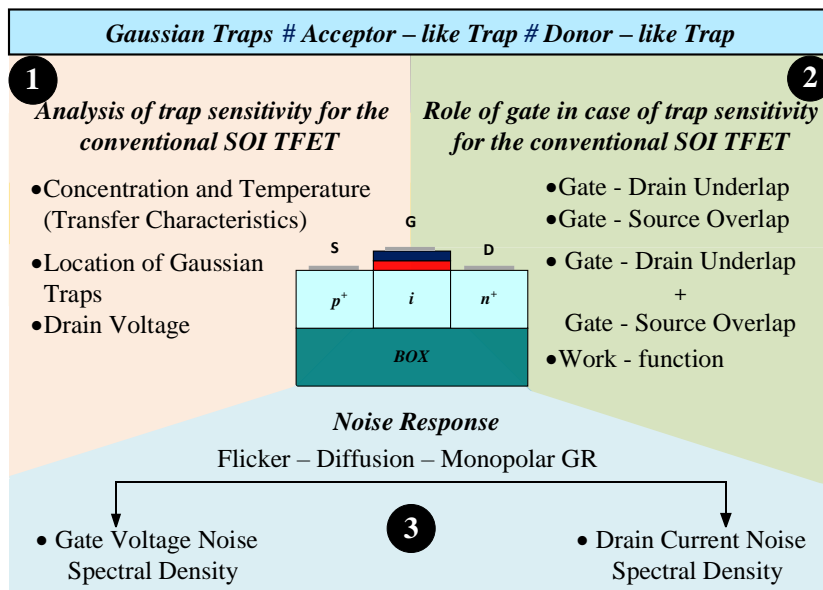 Gaussian Traps # Acceptor – like Trap # Donor – like Trap
1
Analysis of trap sensitivity for the
conventional SOI TFET
•Concentration and Temperature
(Transfer Characteristics)
•Location of Gaussian
Traps
•Drain Voltage
2
Role of gate in case of trap sensitivity
for the conventional SOI TFET
•Gate - Drain Underlap
•Gate - Source Overlap
• Gate - Drain Underlap
+
Gate - Source Overlap
•Work - function
G
S
D
p+
i
n+
BOX
Noise Response
Flicker – Diffusion – Monopolar GR
3
• Gate Voltage Noise
Spectral Density
• Drain Current Noise
Spectral Density